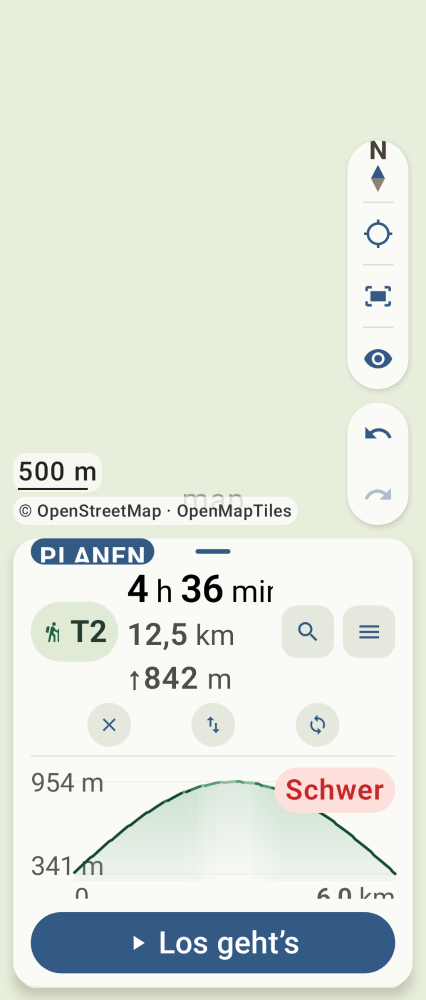 N
500 m
map
© OpenStreetMap · OpenMapTiles
PLANEN
4 h 36 min
T2
12,5 km
↑842 m
954 m
Schwer
341 m
0
6,0 km
Los geht’s